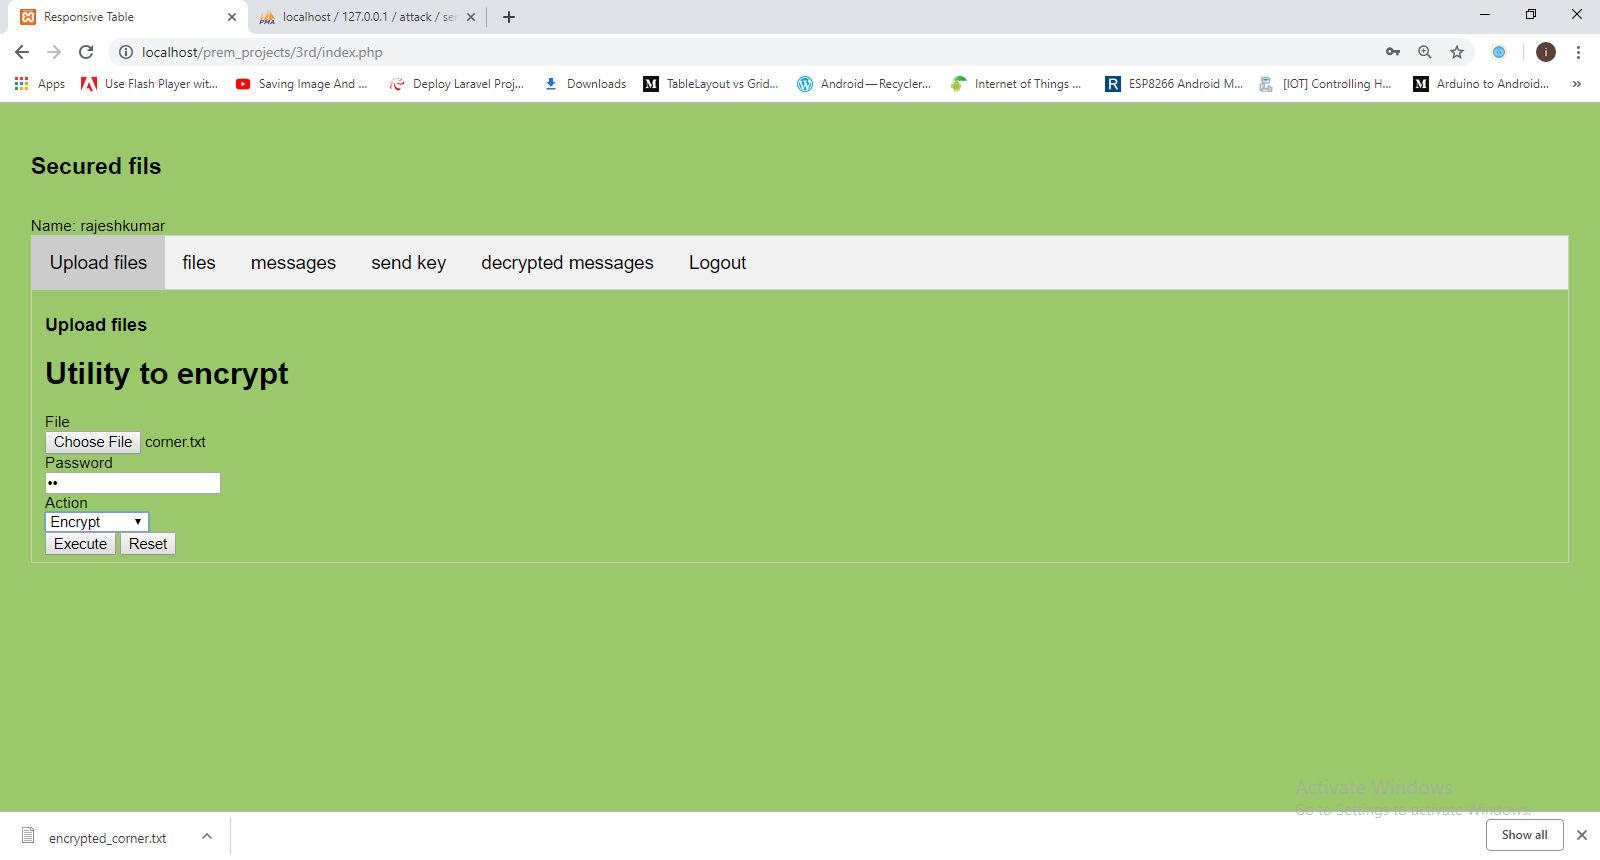 Responsive Table
localhost / 127.0.0.1 / attack / se
localhost/prem_projects/3rd/index.php
Apps Use Flash Player wit... Saving Image And ... Deploy Laravel Proj... Downloads TableLayout vs Grid... Android—Recycler... Internet of Things ... ESP8266 Android M... [IOT] Controlling H... Arduino to Android... »
Secured fils
Name: rajeshkumar
Upload files files messages send key decrypted messages Logout
Upload files
Utility to encrypt
File
Choose File corner.txt
Password
••
Action
Encrypt
Execute Reset
Activate Windows
Go to Settings to activate Windows.
encrypted_corner.txt
Show all